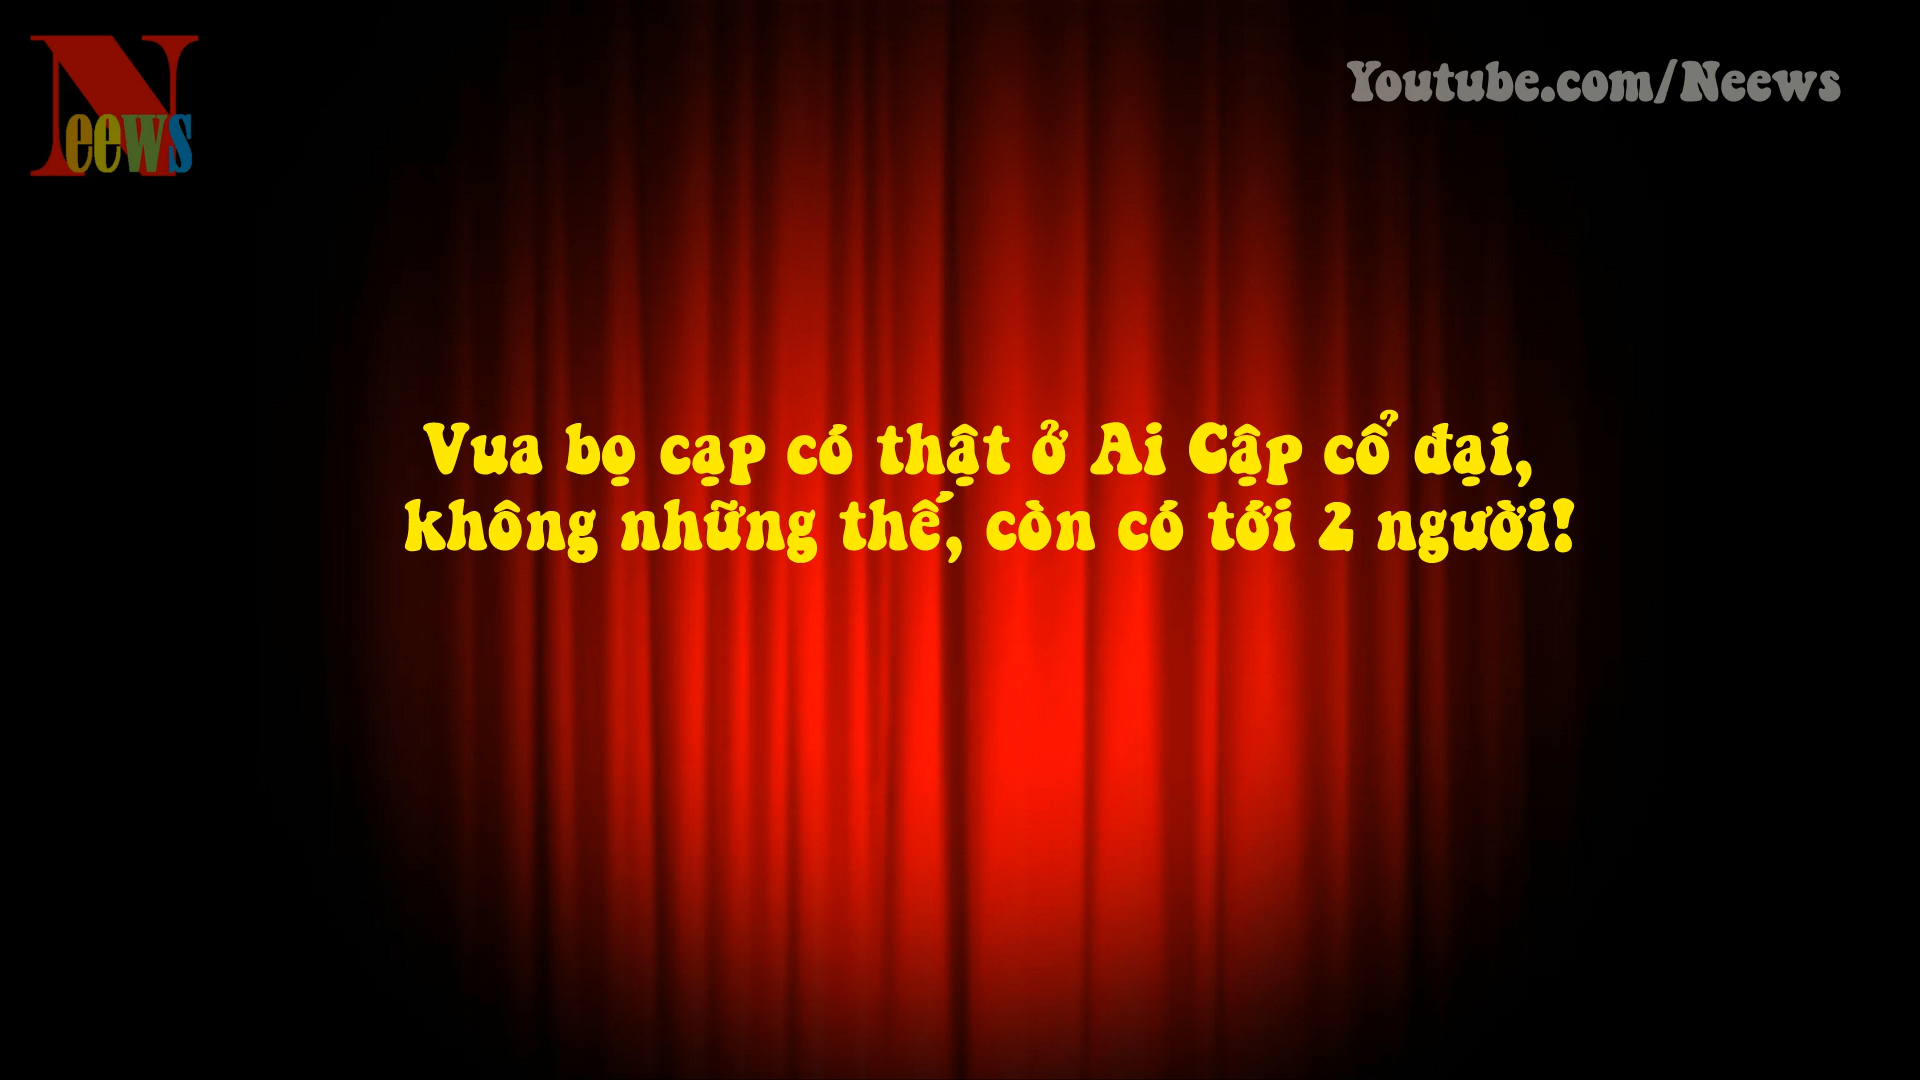 Neews
Youtube.com/Neews
Vua bọ cạp có thật ở Ai Cập cổ đại,
không những thế, còn có tới 2 người!